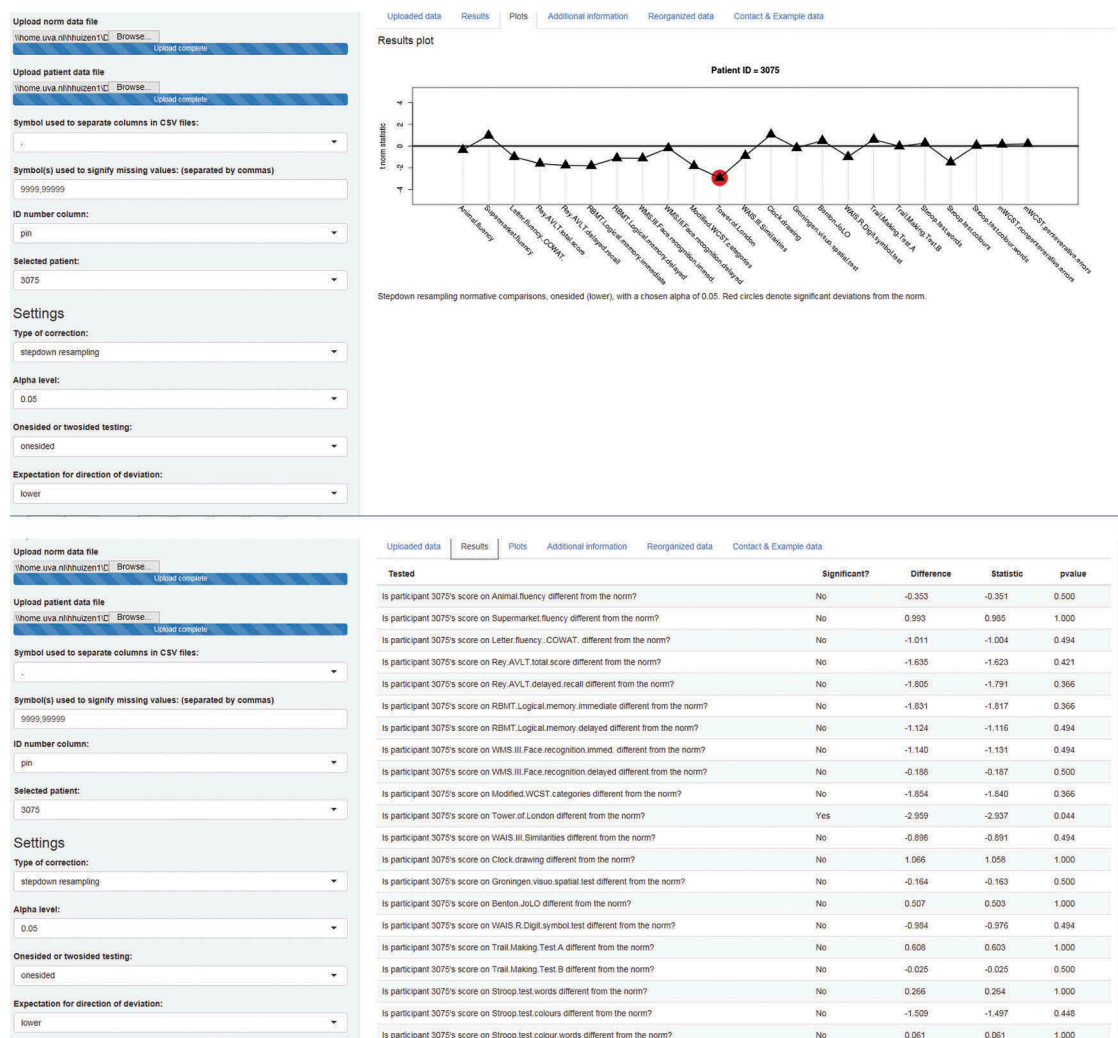 Upload norm data file
\\home.uva.nl\hhuizen1\D Browse...
Upload complete
Upload patient data file
\\home.uva.nl\hhuizen1\D Browse...
Upload complete
Symbol used to separate columns in CSV files:
,
Symbol(s) used to signify missing values: (separated by commas)
9999,99999
ID number column:
pin
Selected patient:
3075
Settings
Type of correction:
stepdown resampling
Alpha level:
0.05
Onesided or twosided testing:
onesided
Expectation for direction of deviation:
lower
Uploaded data Results Plots Additional information Reorganized data Contact & Example data
Results plot
Patient ID = 3075
t norm statistic
4
2
0
-2
-4
Animal.fluency
Supermarket.fluency
Letter.fluency..COWAT.
Rey.AVLT.total.score
Rey.AVLT.delayed.recall
RBMT.Logical.memory.immediate
RBMT.Logical.memory.delayed
WMS.III.Face.recognition.immed.
WMS.III.Face.recognition.delayed
Modified.WCST.categories
Tower.of.London
WAIS.III.Similarities
Clock.drawing
Groningen.visuo.spatial.test
Benton.JoLO
WAIS.R.Digit.symbol.test
Trail.Making.Test.A
Trail.Making.Test.B
Stroop.test.words
Stroop.test.colours
Stroop.test.colour.words
mWCST.nonperseverative.errors
mWCST.perseverative.errors
Stepdown resampling normative comparisons, onesided (lower), with a chosen alpha of 0.05. Red circles denote significant deviations from the norm.
Upload norm data file
\\home.uva.nl\hhuizen1\D Browse...
Upload complete
Upload patient data file
\\home.uva.nl\hhuizen1\D Browse...
Upload complete
Symbol used to separate columns in CSV files:
,
Symbol(s) used to signify missing values: (separated by commas)
9999,99999
ID number column:
pin
Selected patient:
3075
Settings
Type of correction:
stepdown resampling
Alpha level:
0.05
Onesided or twosided testing:
onesided
Expectation for direction of deviation:
lower
Uploaded data Results Plots Additional information Reorganized data Contact & Example data
Tested Significant? Difference Statistic pvalue
Is participant 3075's score on Animal.fluency different from the norm? No -0.353 -0.351 0.500
Is participant 3075's score on Supermarket.fluency different from the norm? No 0.993 0.985 1.000
Is participant 3075's score on Letter.fluency..COWAT. different from the norm? No -1.011 -1.004 0.494
Is participant 3075's score on Rey.AVLT.total.score different from the norm? No -1.635 -1.623 0.421
Is participant 3075's score on Rey.AVLT.delayed.recall different from the norm? No -1.805 -1.791 0.366
Is participant 3075's score on RBMT.Logical.memory.immediate different from the norm? No -1.831 -1.817 0.366
Is participant 3075's score on RBMT.Logical.memory.delayed different from the norm? No -1.124 -1.116 0.494
Is participant 3075's score on WMS.III.Face.recognition.immed. different from the norm? No -1.140 -1.131 0.494
Is participant 3075's score on WMS.III.Face.recognition.delayed different from the norm? No -0.188 -0.187 0.500
Is participant 3075's score on Modified.WCST.categories different from the norm? No -1.854 -1.840 0.366
Is participant 3075's score on Tower.of.London different from the norm? Yes -2.959 -2.937 0.044
Is participant 3075's score on WAIS.III.Similarities different from the norm? No -0.898 -0.891 0.494
Is participant 3075's score on Clock.drawing different from the norm? No 1.066 1.058 1.000
Is participant 3075's score on Groningen.visuo.spatial.test different from the norm? No -0.164 -0.163 0.500
Is participant 3075's score on Benton.JoLO different from the norm? No 0.507 0.503 1.000
Is participant 3075's score on WAIS.R.Digit.symbol.test different from the norm? No -0.984 -0.976 0.494
Is participant 3075's score on Trail.Making.Test.A different from the norm? No 0.608 0.603 1.000
Is participant 3075's score on Trail.Making.Test.B different from the norm? No -0.025 -0.025 0.500
Is participant 3075's score on Stroop.test.words different from the norm? No 0.266 0.264 1.000
Is participant 3075's score on Stroop.test.colours different from the norm? No -1.509 -1.497 0.448
Is participant 3075's score on Stroop.test.colour.words different from the norm? No 0.061 0.061 1.000